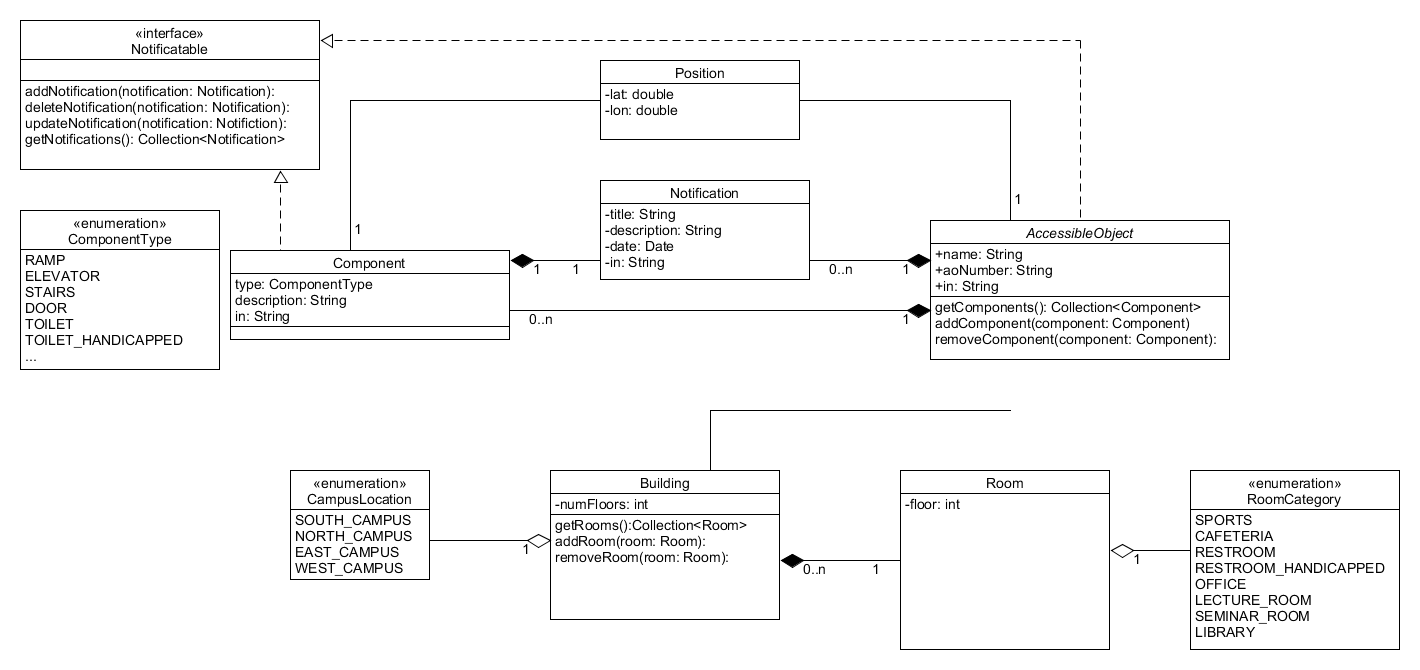 «interface»
Notificatable
addNotification(notification: Notification):
deleteNotification(notification: Notification):
updateNotification(notification: Notifiction):
getNotifications(): Collection<Notification>
Position
-lat: double
-lon: double
1
1
Notification
-title: String
-description: String
-date: Date
-in: String
«enumeration»
ComponentType
RAMP
ELEVATOR
STAIRS
DOOR
TOILET
TOILET_HANDICAPPED
...
Component
type: ComponentType
description: String
in: String
1
1
0..n
1
0..n
1
AccessibleObject
+name: String
+aoNumber: String
+in: String
getComponents(): Collection<Component>
addComponent(component: Component)
removeComponent(component: Component):
«enumeration»
CampusLocation
SOUTH_CAMPUS
NORTH_CAMPUS
EAST_CAMPUS
WEST_CAMPUS
1
Building
-numFloors: int
getRooms():Collection<Room>
addRoom(room: Room):
removeRoom(room: Room):
0..n
1
Room
-floor: int
1
«enumeration»
RoomCategory
SPORTS
CAFETERIA
RESTROOM
RESTROOM_HANDICAPPED
OFFICE
LECTURE_ROOM
SEMINAR_ROOM
LIBRARY